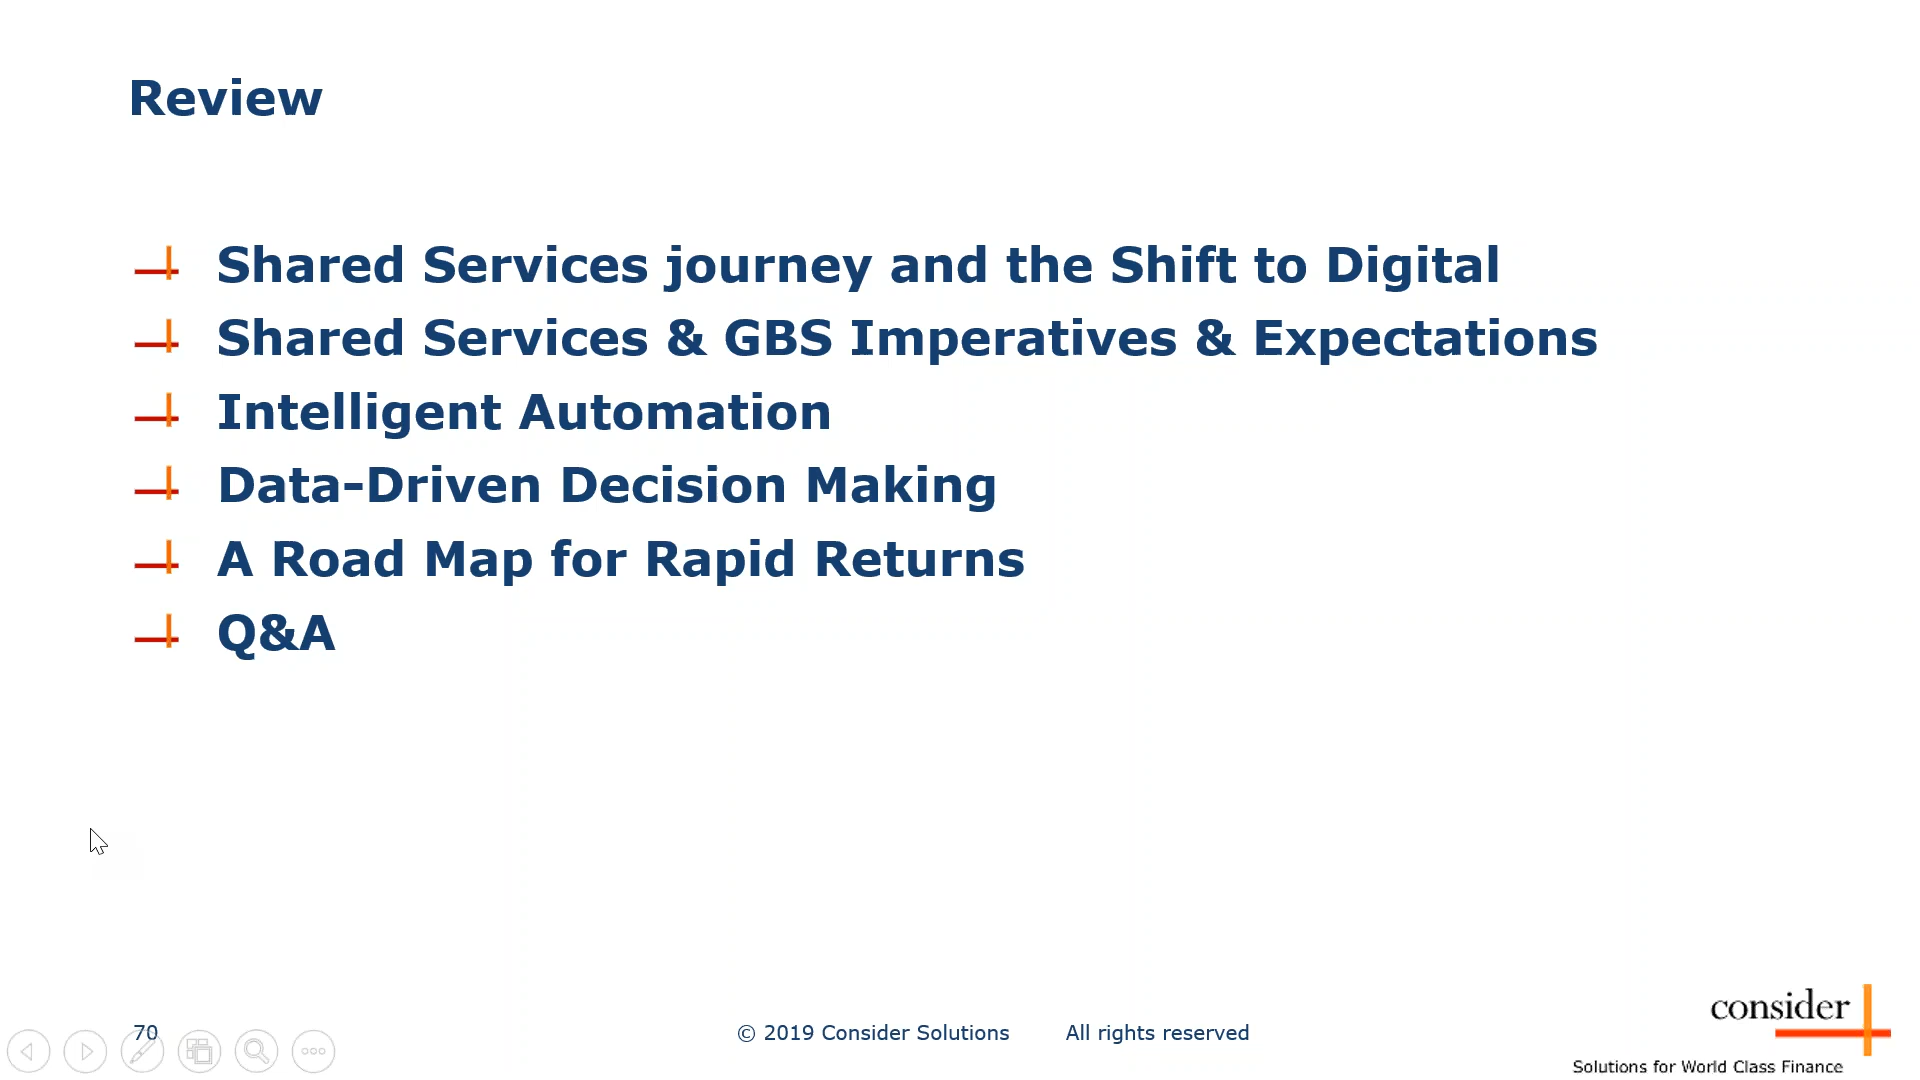 Review
Shared Services journey and the Shift to Digital
Shared Services & GBS Imperatives & Expectations
Intelligent Automation
Data-Driven Decision Making
A Road Map for Rapid Returns
Q&A
70
© 2019 Consider Solutions All rights reserved
consider
Solutions for World Class Finance